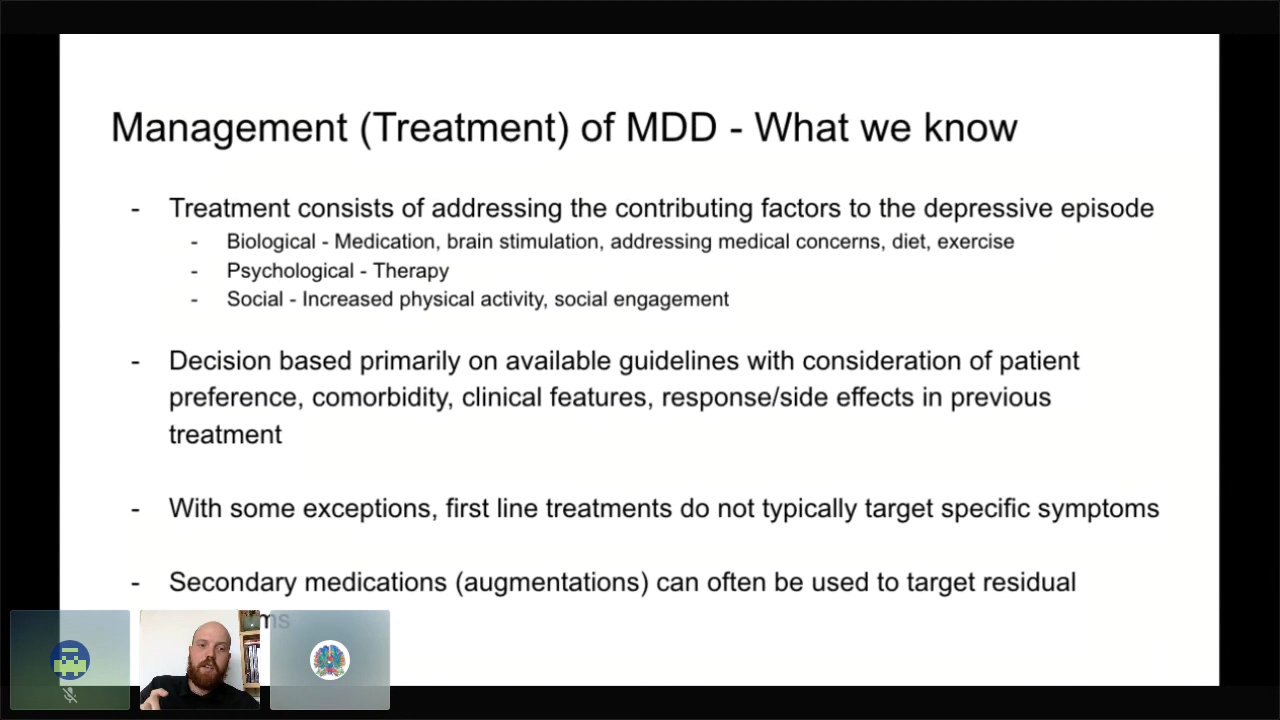 Management (Treatment) of MDD - What we know
- Treatment consists of addressing the contributing factors to the depressive episode
- Biological - Medication, brain stimulation, addressing medical concerns, diet, exercise
- Psychological - Therapy
- Social - Increased physical activity, social engagement
- Decision based primarily on available guidelines with consideration of patient
preference, comorbidity, clinical features, response/side effects in previous
treatment
- With some exceptions, first line treatments do not typically target specific symptoms
- Secondary medications (augmentations) can often be used to target residual